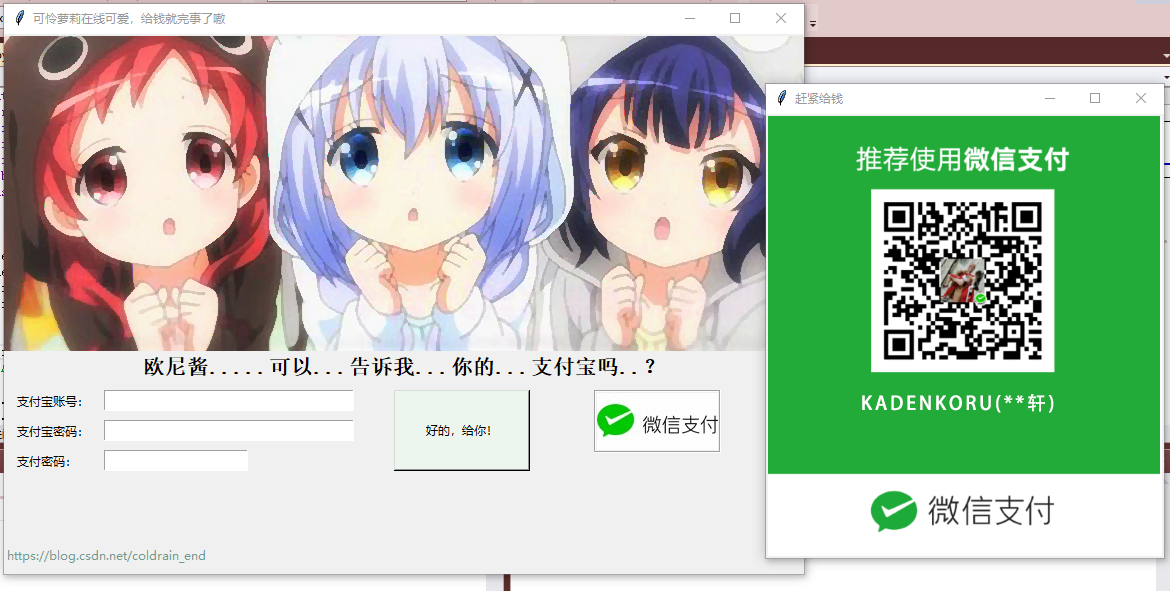 可怜萝莉在线可爱，给钱就完事了嗷
欧尼酱.....可以...告诉我...你的...支付宝吗..?
支付宝账号:
支付宝密码:
支付密码:
好的，给你!
微信支付
https://blog.csdn.net/coldrain_end
赶紧给钱
推荐使用微信支付
KADENKORU(**轩)
微信支付